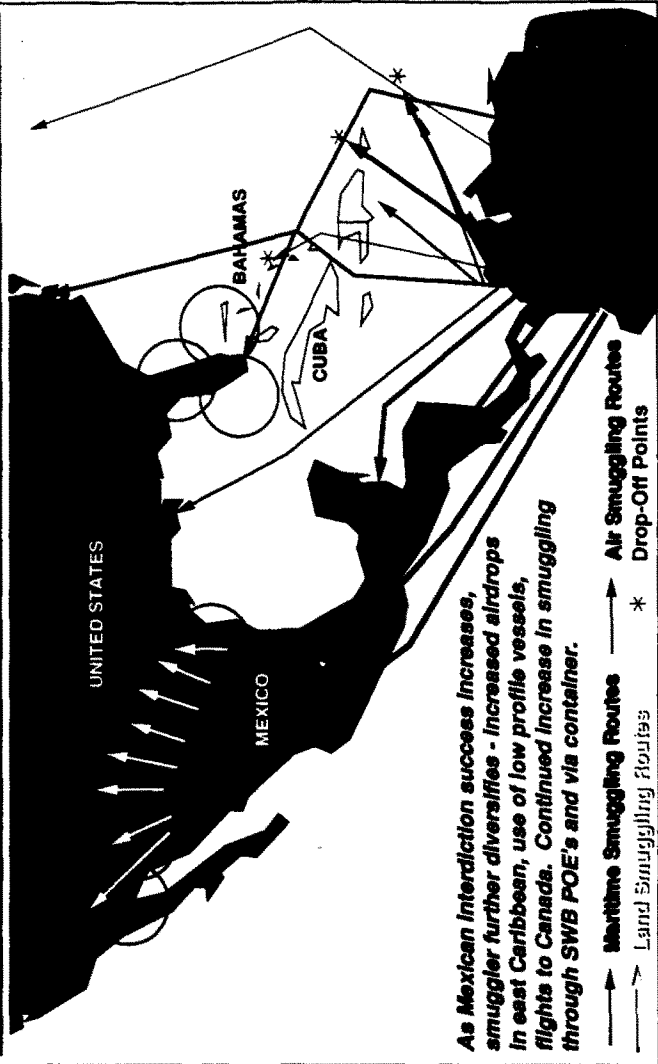 UNITED STATES
MEXICO
BAHAMAS
CUBA
As Mexican interdiction success increases,
smuggler further diversifies - increased airdrops
in east Caribbean, use of low profile vessels,
flights to Canada. Continued increase in smuggling
through SWB POE's and via container.
Maritime Smuggling Routes
Air Smuggling Routes
Land Smuggling Routes
* Drop-Off Points